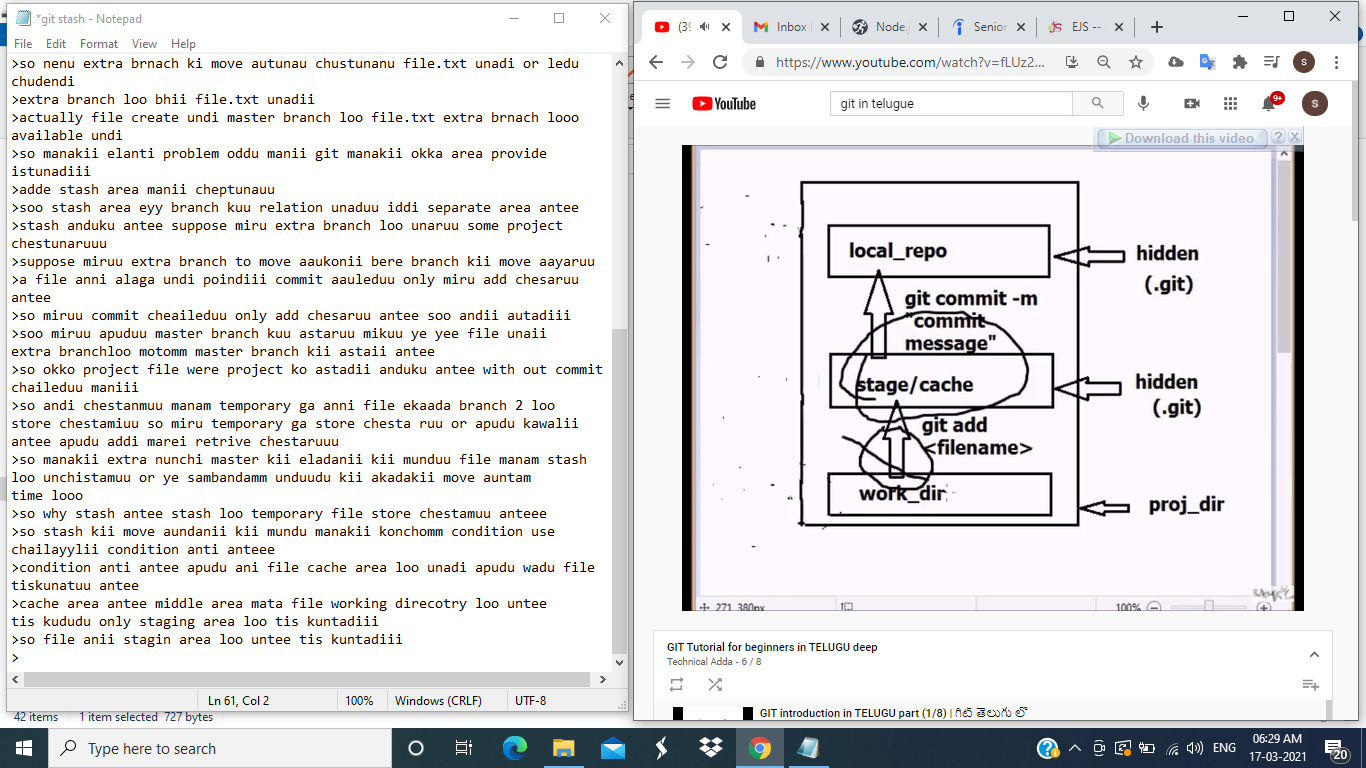 *git stash - Notepad
File Edit Format View Help
>so nenu extra brnach ki move autunau chustunanu file.txt unadi or ledu
chudendi
>extra branch loo bhii file.txt unadii
>actually file create undi master branch loo file.txt extra brnach looo
available undi
>so manakii elanti problem oddu manii git manakii okka area provide
istunadiii
>adde stash area manii cheptunauu
>soo stash area eyy branch kuu relation unaduu iddi separate area antee
>stash anduku antee suppose miru extra branch loo unaruu some project
chestunaruuu
>suppose miruu extra branch to move aaukonii bere branch kii move aayaruu
>a file anni alaga undi poindiii commit aauleduu only miru add chesaruu
antee
>so miruu commit cheaileduu only add chesaruu antee soo andii autadiii
>soo miruu apuduu master branch kuu astaruu mikuu ye yee file unaii
extra branchloo motomm master branch kii astaii antee
>so okko project file were project ko astadii anduku antee with out commit
chaileduu maniii
>so andi chestanmuu manam temporary ga anni file ekaada branch 2 loo
store chestamiuu so miru temporary ga store chesta ruu or apudu kawalii
antee apudu addi marei retrive chestaruuu
>so manakii extra nunchi master kii eladanii kii munduu file manam stash
loo unchistamuu or ye sambandamm unduudu kii akadakii move auntam
time looo
>so why stash antee stash loo temporary file store chestamuu anteee
>so stash kii move aundanii kii mundu manakii konchomm condition use
chailayylii condition anti anteee
>condition anti antee apudu ani file cache area loo unadi apudu wadu file
tiskunatuu antee
>cache area antee middle area mata file working direcotry loo untee
tis kududu only staging area loo tis kuntadiii
>so file anii stagin area loo untee tis kuntadiii
>
Ln 61, Col 2 100% Windows (CRLF) UTF-8
42 items 1 item selected 727 bytes
(39 Inbox Node. Senior EJS --
https://www.youtube.com/watch?v=fLUz2...
S
YouTube
git in telugue
9+
S
Download this video
local_repo
hidden
(.git)
git commit -m
"commit
message"
stage/cache
hidden
(.git)
git add
<filename>
work_dir
proj_dir
271, 380px 100%
GIT Tutorial for beginners in TELUGU deep
Technical Adda - 6 / 8
GIT introduction in TELUGU part (1/8) | గిట్ తెలుగు లొ
Type here to search
ENG
06:29 AM
17-03-2021
20